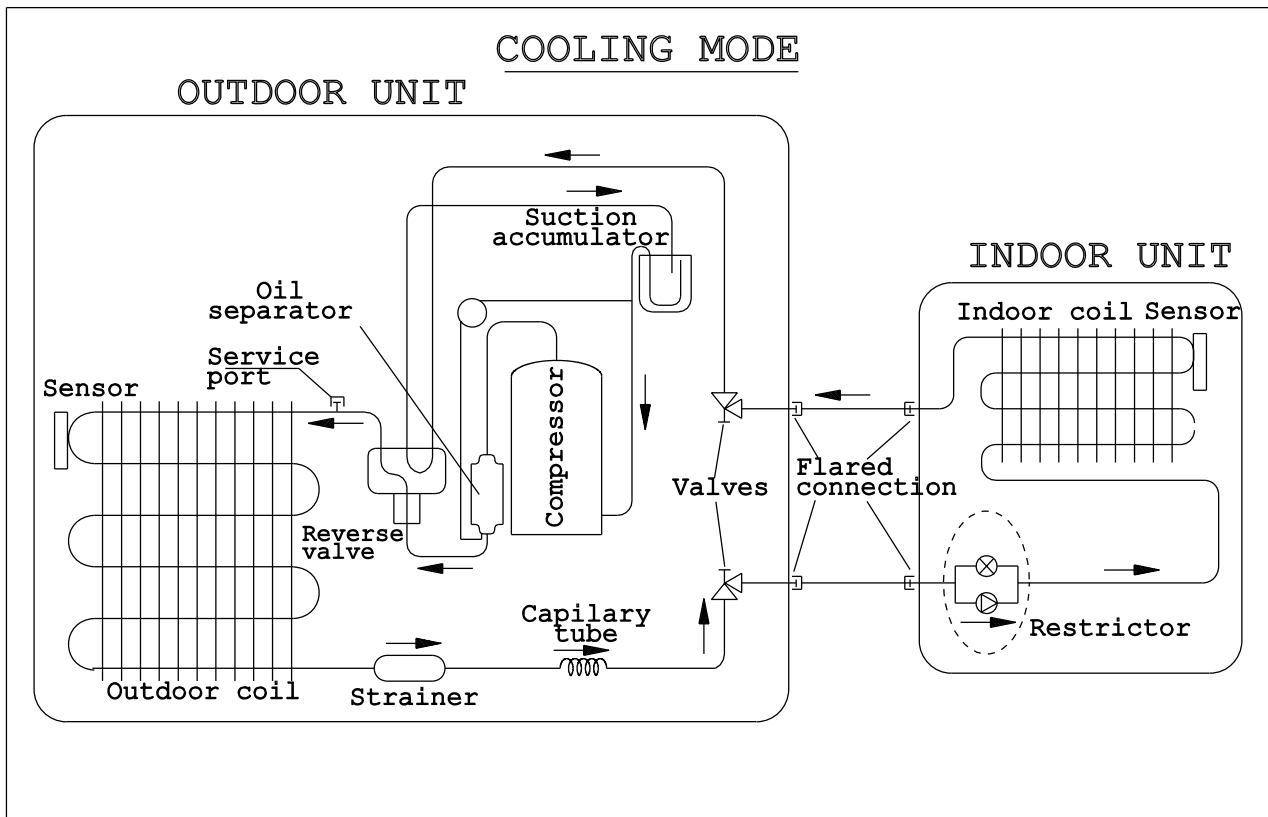 COOLING MODE
OUTDOOR UNIT
Suction
accumulator
INDOOR UNIT
Oil
separator
Indoor coil
Sensor
Service
port
Sensor
Compressor
Valves
Flared
connection
Reverse
valve
Capilary
tube
Restrictor
Outdoor coil
Strainer